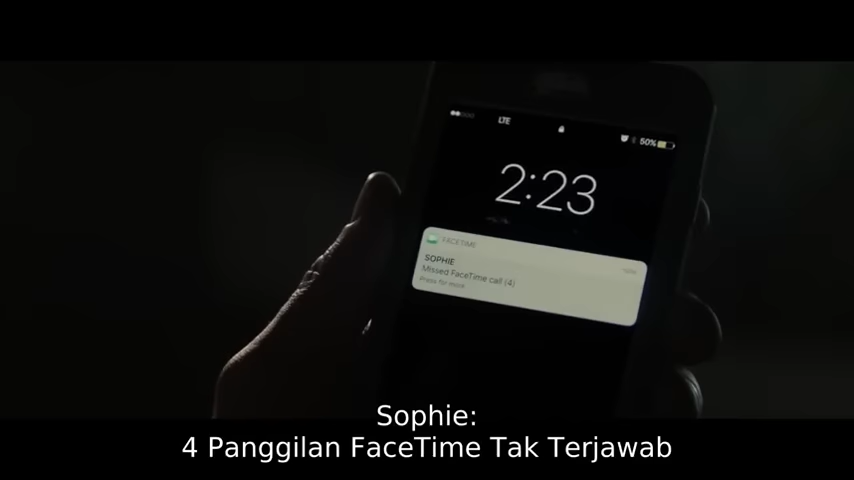 LTE
50%
2:23
FACETIME
SOPHIE
Missed FaceTime call (4)
Press for more
Sophie:
4 Panggilan FaceTime Tak Terjawab